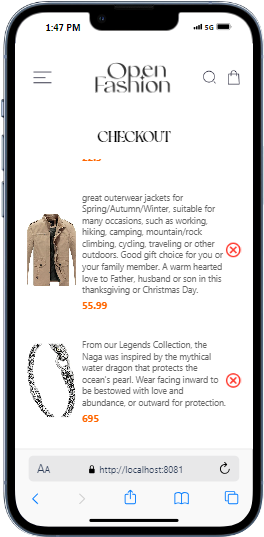 1:47 PM
5G
Open
Fashion
CHECKOUT
great outerwear jackets for
Spring/Autumn/Winter, suitable for
many occasions, such as working,
hiking, camping, mountain/rock
climbing, cycling, traveling or other
outdoors. Good gift choice for you or
your family member. A warm hearted
love to Father, husband or son in this
thanksgiving or Christmas Day.
55.99
From our Legends Collection, the
Naga was inspired by the mythical
water dragon that protects the
ocean's pearl. Wear facing inward to
be bestowed with love and
abundance, or outward for protection.
695
AA
http://localhost:8081